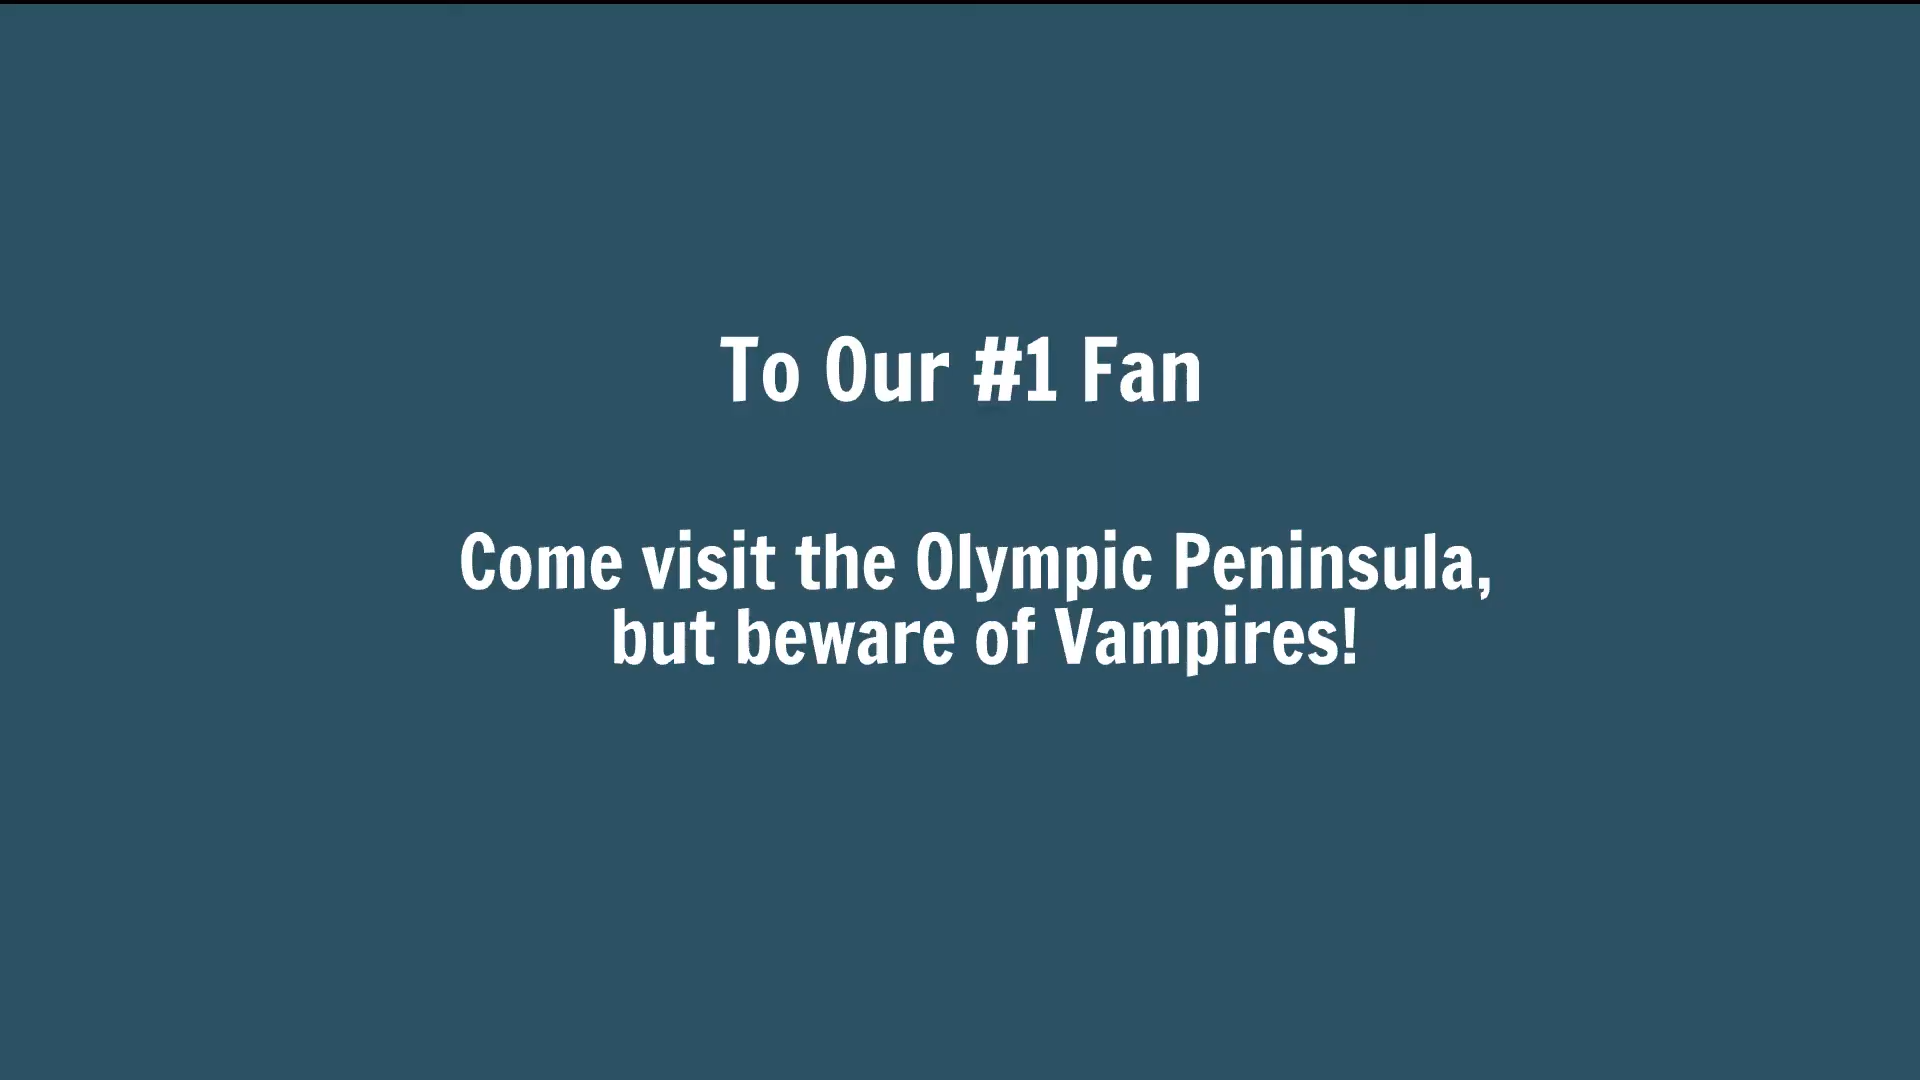 To Our #1 Fan
Come visit the Olympic Peninsula,
but beware of Vampires!